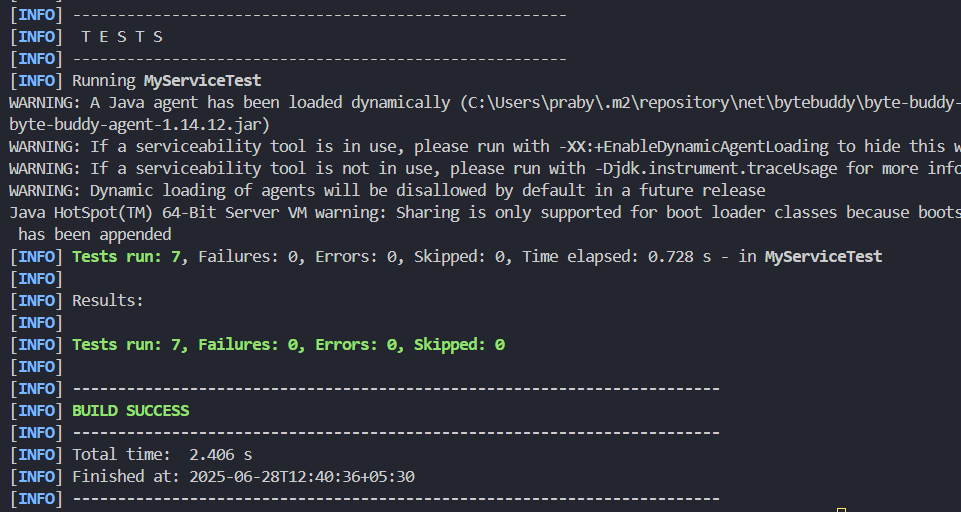 [INFO] -------------------------------------------------------
[INFO]  T E S T S
[INFO] -------------------------------------------------------
[INFO] Running MyServiceTest
WARNING: A Java agent has been loaded dynamically (C:\Users\praby\.m2\repository\net\bytebuddy\byte-buddy-
byte-buddy-agent-1.14.12.jar)
WARNING: If a serviceability tool is in use, please run with -XX:+EnableDynamicAgentLoading to hide this w
WARNING: If a serviceability tool is not in use, please run with -Djdk.instrument.traceUsage for more info
WARNING: Dynamic loading of agents will be disallowed by default in a future release
Java HotSpot(TM) 64-Bit Server VM warning: Sharing is only supported for boot loader classes because boots
 has been appended
[INFO] Tests run: 7, Failures: 0, Errors: 0, Skipped: 0, Time elapsed: 0.728 s - in MyServiceTest
[INFO]
[INFO] Results:
[INFO]
[INFO] Tests run: 7, Failures: 0, Errors: 0, Skipped: 0
[INFO]
[INFO] ------------------------------------------------------------------------
[INFO] BUILD SUCCESS
[INFO] ------------------------------------------------------------------------
[INFO] Total time:  2.406 s
[INFO] Finished at: 2025-06-28T12:40:36+05:30
[INFO] ------------------------------------------------------------------------